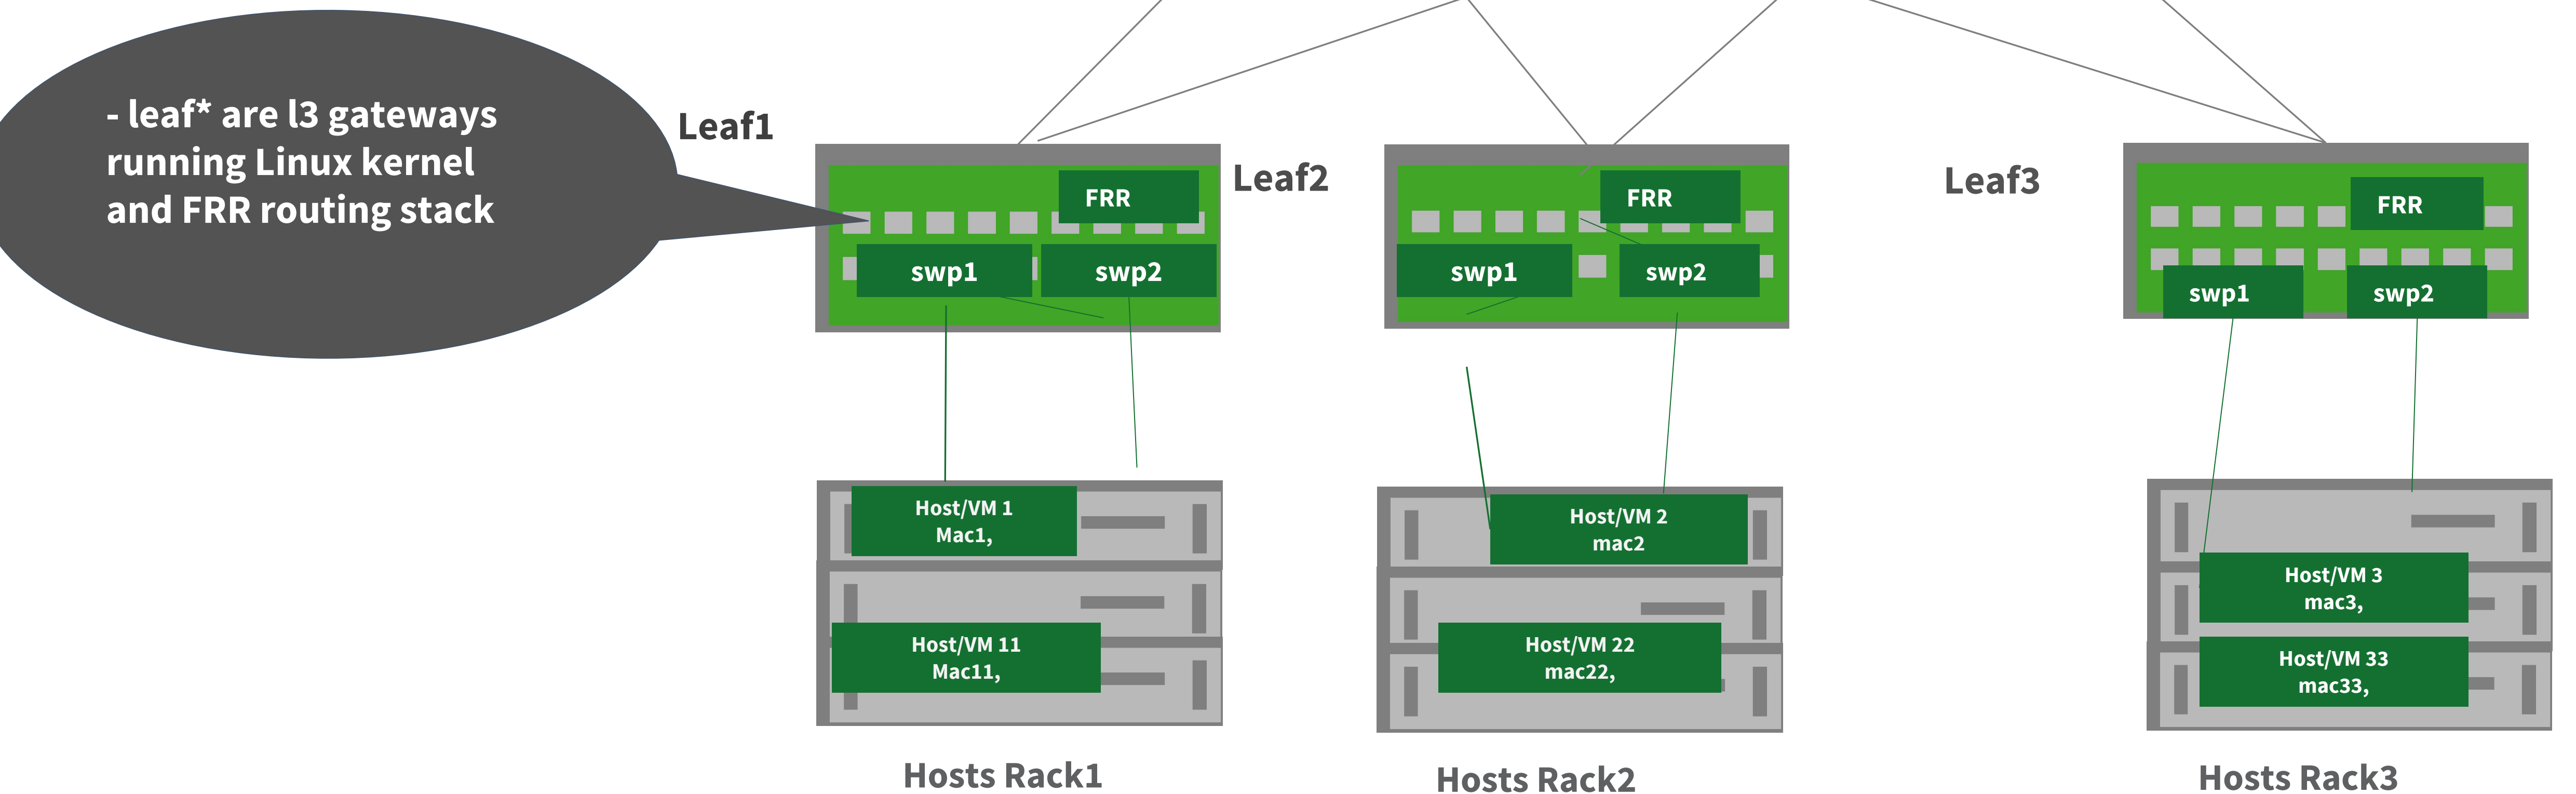 - leaf* are l3 gateways
running Linux kernel
and FRR routing stack
Leaf1
FRR
swp1
swp2
Leaf2
FRR
swp1
swp2
Leaf3
FRR
swp1
swp2
Host/VM 1
Mac1,
Host/VM 11
Mac11,
Hosts Rack1
Host/VM 2
mac2
Host/VM 22
mac22,
Hosts Rack2
Host/VM 3
mac3,
Host/VM 33
mac33,
Hosts Rack3